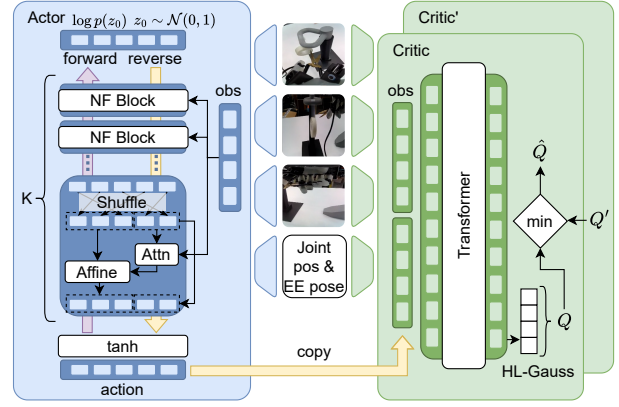 Actor
log p(z₀) z₀ ∼ 𝒩(0, 1)
forward reverse
NF Block
NF Block
obs
K
Shuffle
Attn
Affine
tanh
action
Joint
pos &
EE pose
copy
Critic'
Critic
obs
Transformer
Q̂
min
Q'
Q
HL-Gauss